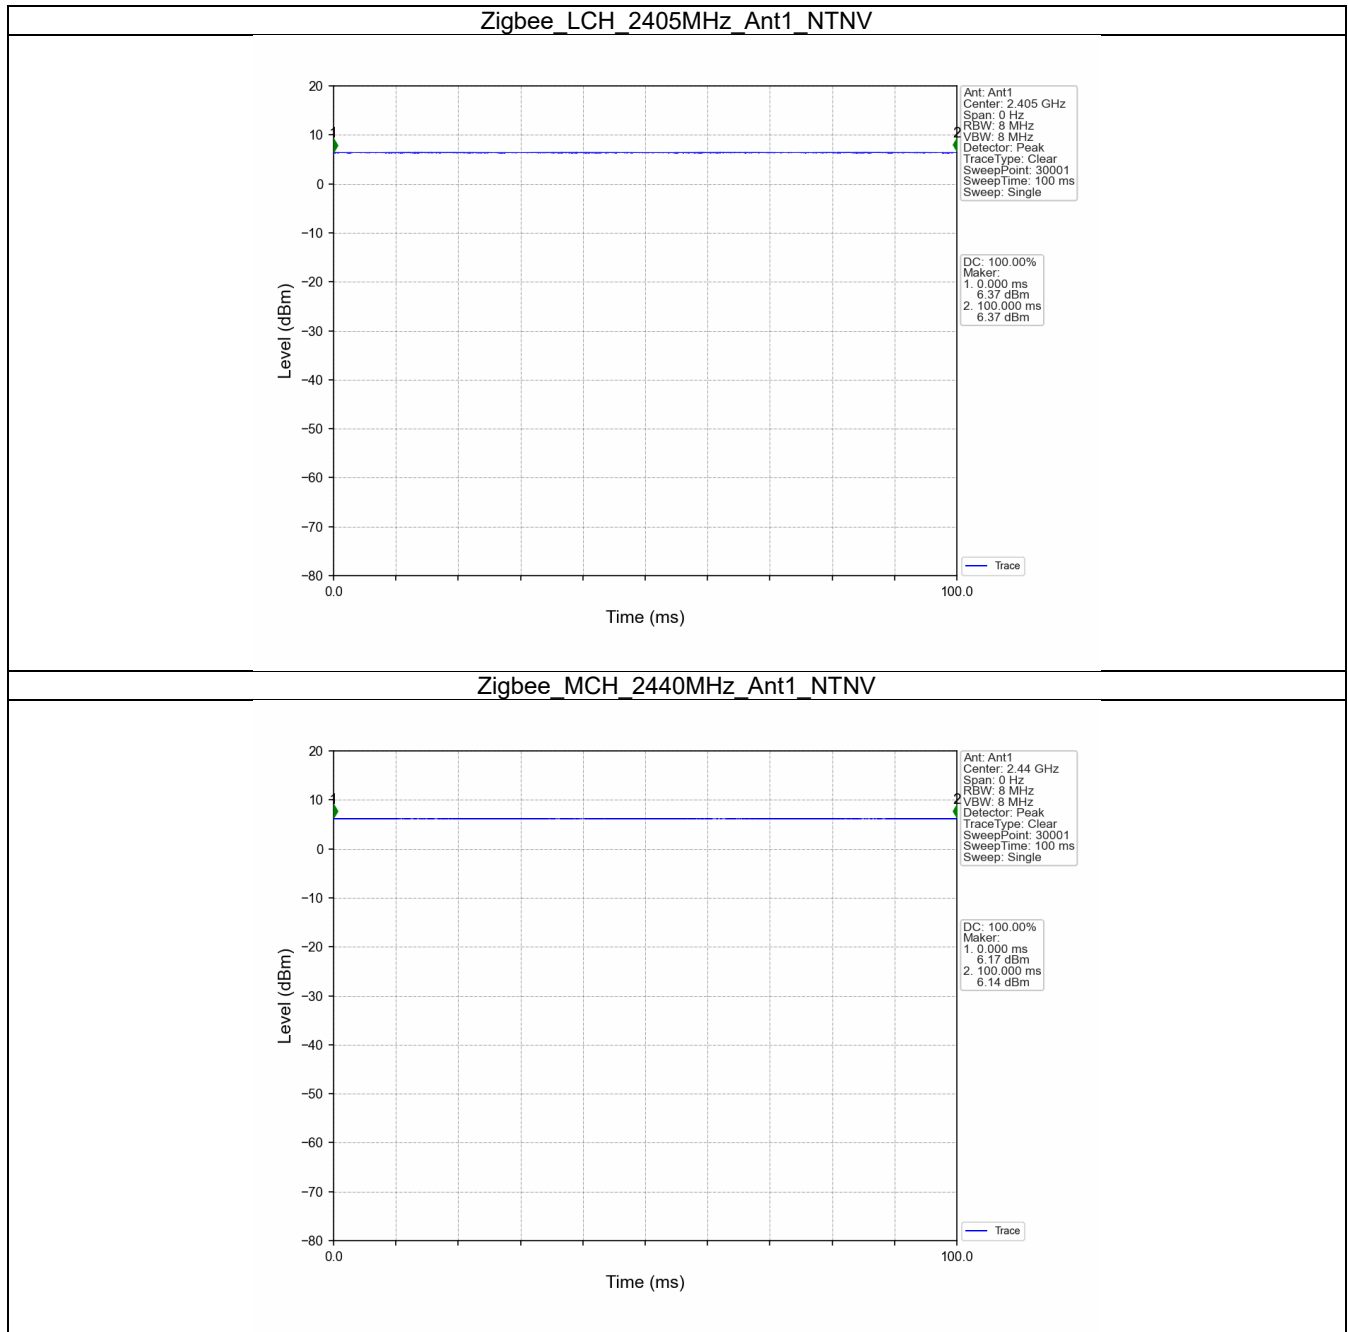 Zigbee_LCH_2405MHz_Ant1_NTNV
20
10
0
−10
−20
−30
−40
−50
−60
−70
−80
Level (dBm)
0.0
100.0
Time (ms)
1
2
Ant: Ant1
Center: 2.405 GHz
Span: 0 Hz
RBW: 8 MHz
VBW: 8 MHz
Detector: Peak
TraceType: Clear
SweepPoint: 30001
SweepTime: 100 ms
Sweep: Single
DC: 100.00%
Maker:
1. 0.000 ms
6.37 dBm
2. 100.000 ms
6.37 dBm
Trace
Zigbee_MCH_2440MHz_Ant1_NTNV
20
10
0
−10
−20
−30
−40
−50
−60
−70
−80
Level (dBm)
0.0
100.0
Time (ms)
1
2
Ant: Ant1
Center: 2.44 GHz
Span: 0 Hz
RBW: 8 MHz
VBW: 8 MHz
Detector: Peak
TraceType: Clear
SweepPoint: 30001
SweepTime: 100 ms
Sweep: Single
DC: 100.00%
Maker:
1. 0.000 ms
6.17 dBm
2. 100.000 ms
6.14 dBm
Trace